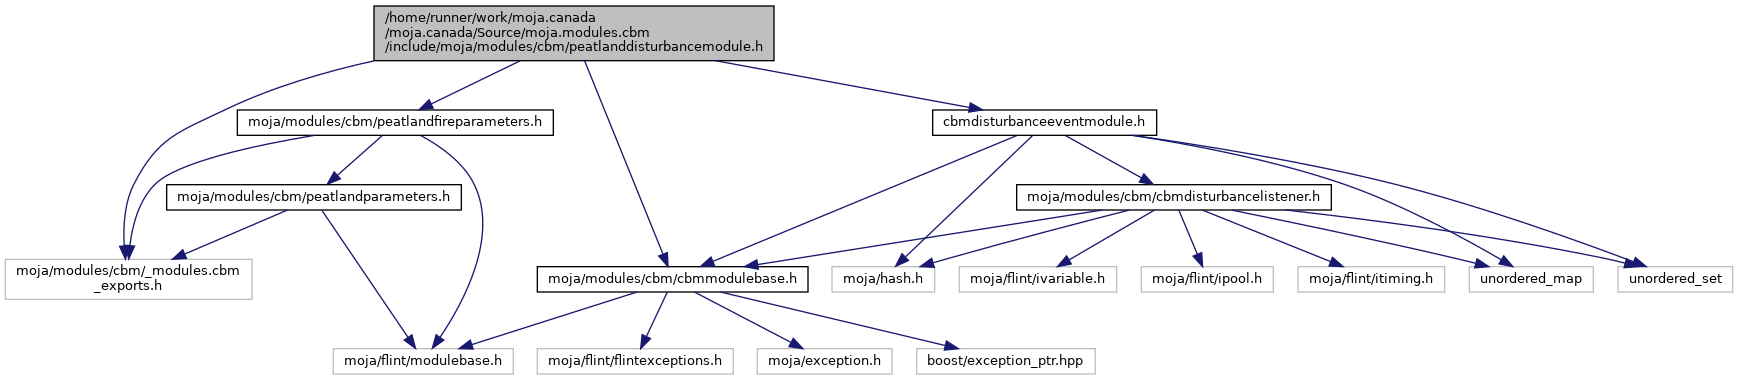 /home/runner/work/moja.canada
/moja.canada/Source/moja.modules.cbm
/include/moja/modules/cbm/peatlanddisturbancemodule.h
moja/modules/cbm/peatlandfireparameters.h
cbmdisturbanceeventmodule.h
moja/modules/cbm/peatlandparameters.h
moja/modules/cbm/cbmdisturbancelistener.h
moja/modules/cbm/_modules.cbm
_exports.h
moja/modules/cbm/cbmmodulebase.h
moja/hash.h
moja/flint/ivariable.h
moja/flint/ipool.h
moja/flint/itiming.h
unordered_map
unordered_set
moja/flint/modulebase.h
moja/flint/flintexceptions.h
moja/exception.h
boost/exception_ptr.hpp